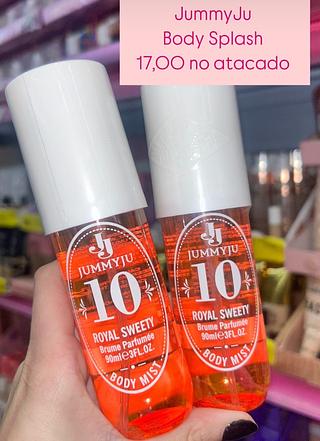 JummyJu
Body Splash
17,00 no atacado
JJ
JUMMYJU
10
ROYAL SWEETY
Brume Parfumée
90ml℮3FL.OZ
BODY MIST
JJ
JUMMYJU
10
ROYAL SWEETY
Brume Parfumée
90ml℮3FL.OZ
BODY MIST